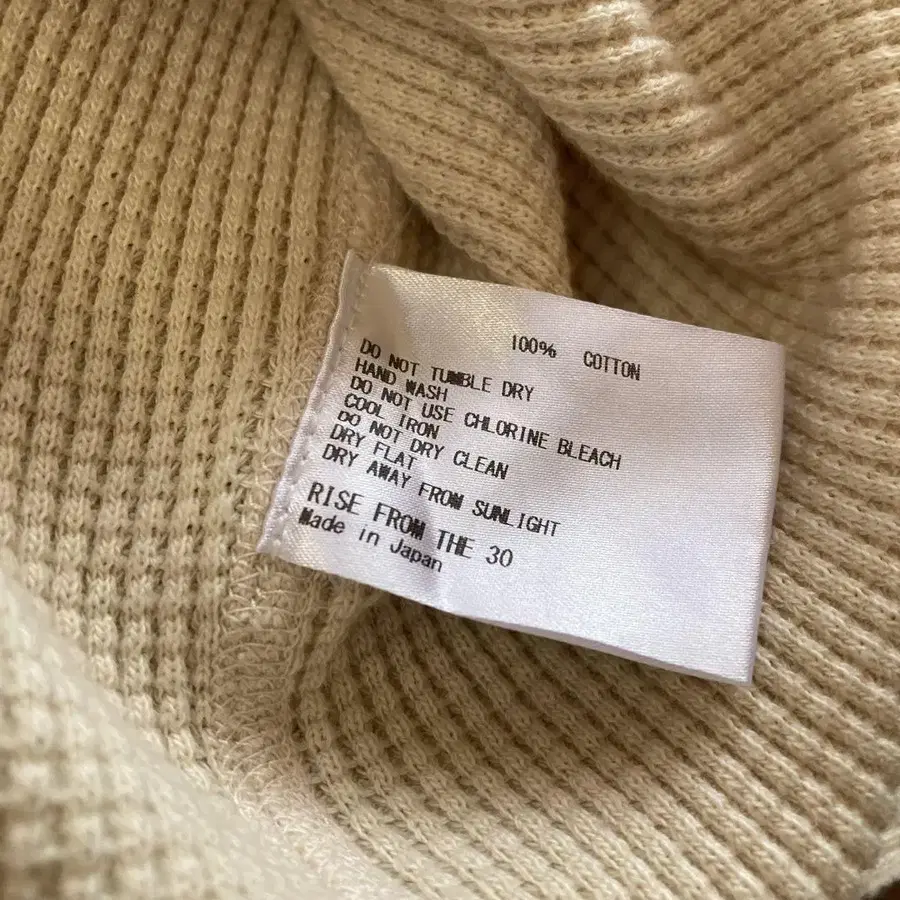 100% COTTON
DO NOT TUMBLE DRY
HAND WASH
DO NOT USE CHLORINE BLEACH
COOL IRON
DO NOT DRY CLEAN
DRY FLAT
DRY AWAY FROM SUNLIGHT
RISE FROM THE 30
Made in Japan